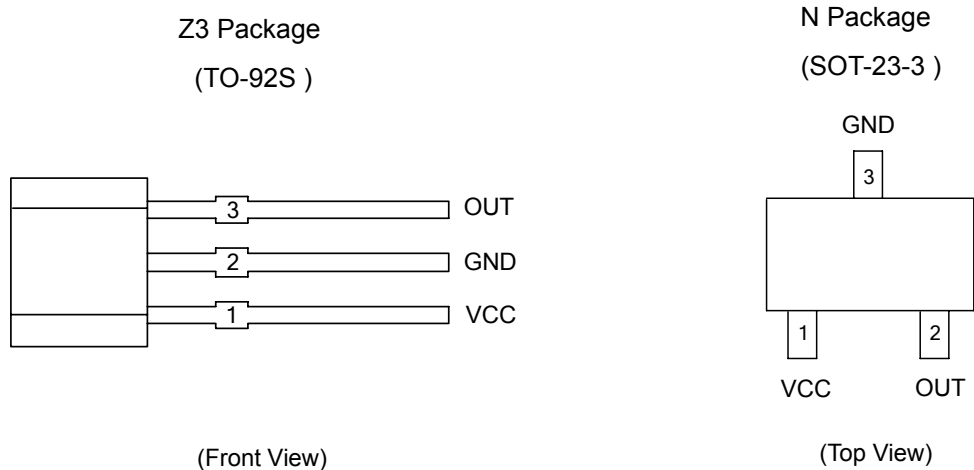 Z3 Package
(TO-92S )
3 OUT
2 GND
1 VCC
(Front View)
N Package
(SOT-23-3 )
GND
3
1 2
VCC OUT
(Top View)